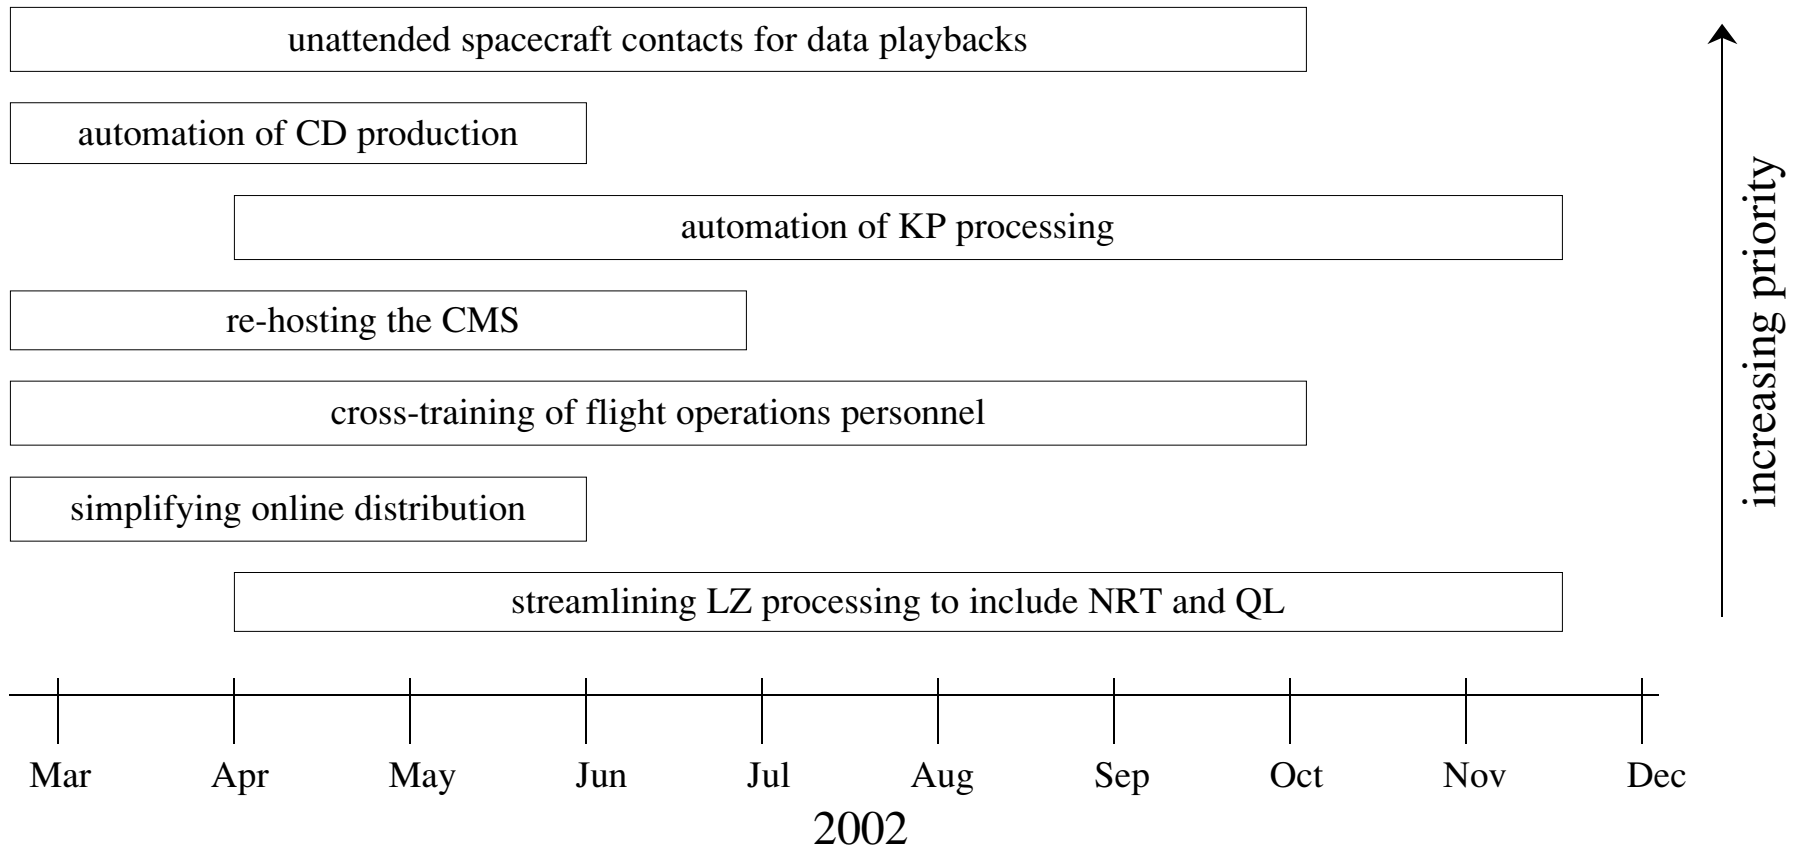 unattended spacecraft contacts for data playbacks
automation of CD production
automation of KP processing
re-hosting the CMS
cross-training of flight operations personnel
simplifying online distribution
streamlining LZ processing to include NRT and QL
increasing priority
Mar Apr May Jun Jul Aug Sep Oct Nov Dec
2002